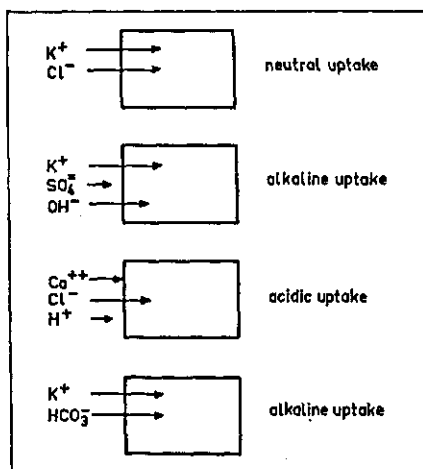 K⁺
Cl⁻
neutral uptake
K⁺
SO₄⁼
OH⁻
alkaline uptake
Ca⁺⁺
Cl⁻
H⁺
acidic uptake
K⁺
HCO₃⁻
alkaline uptake